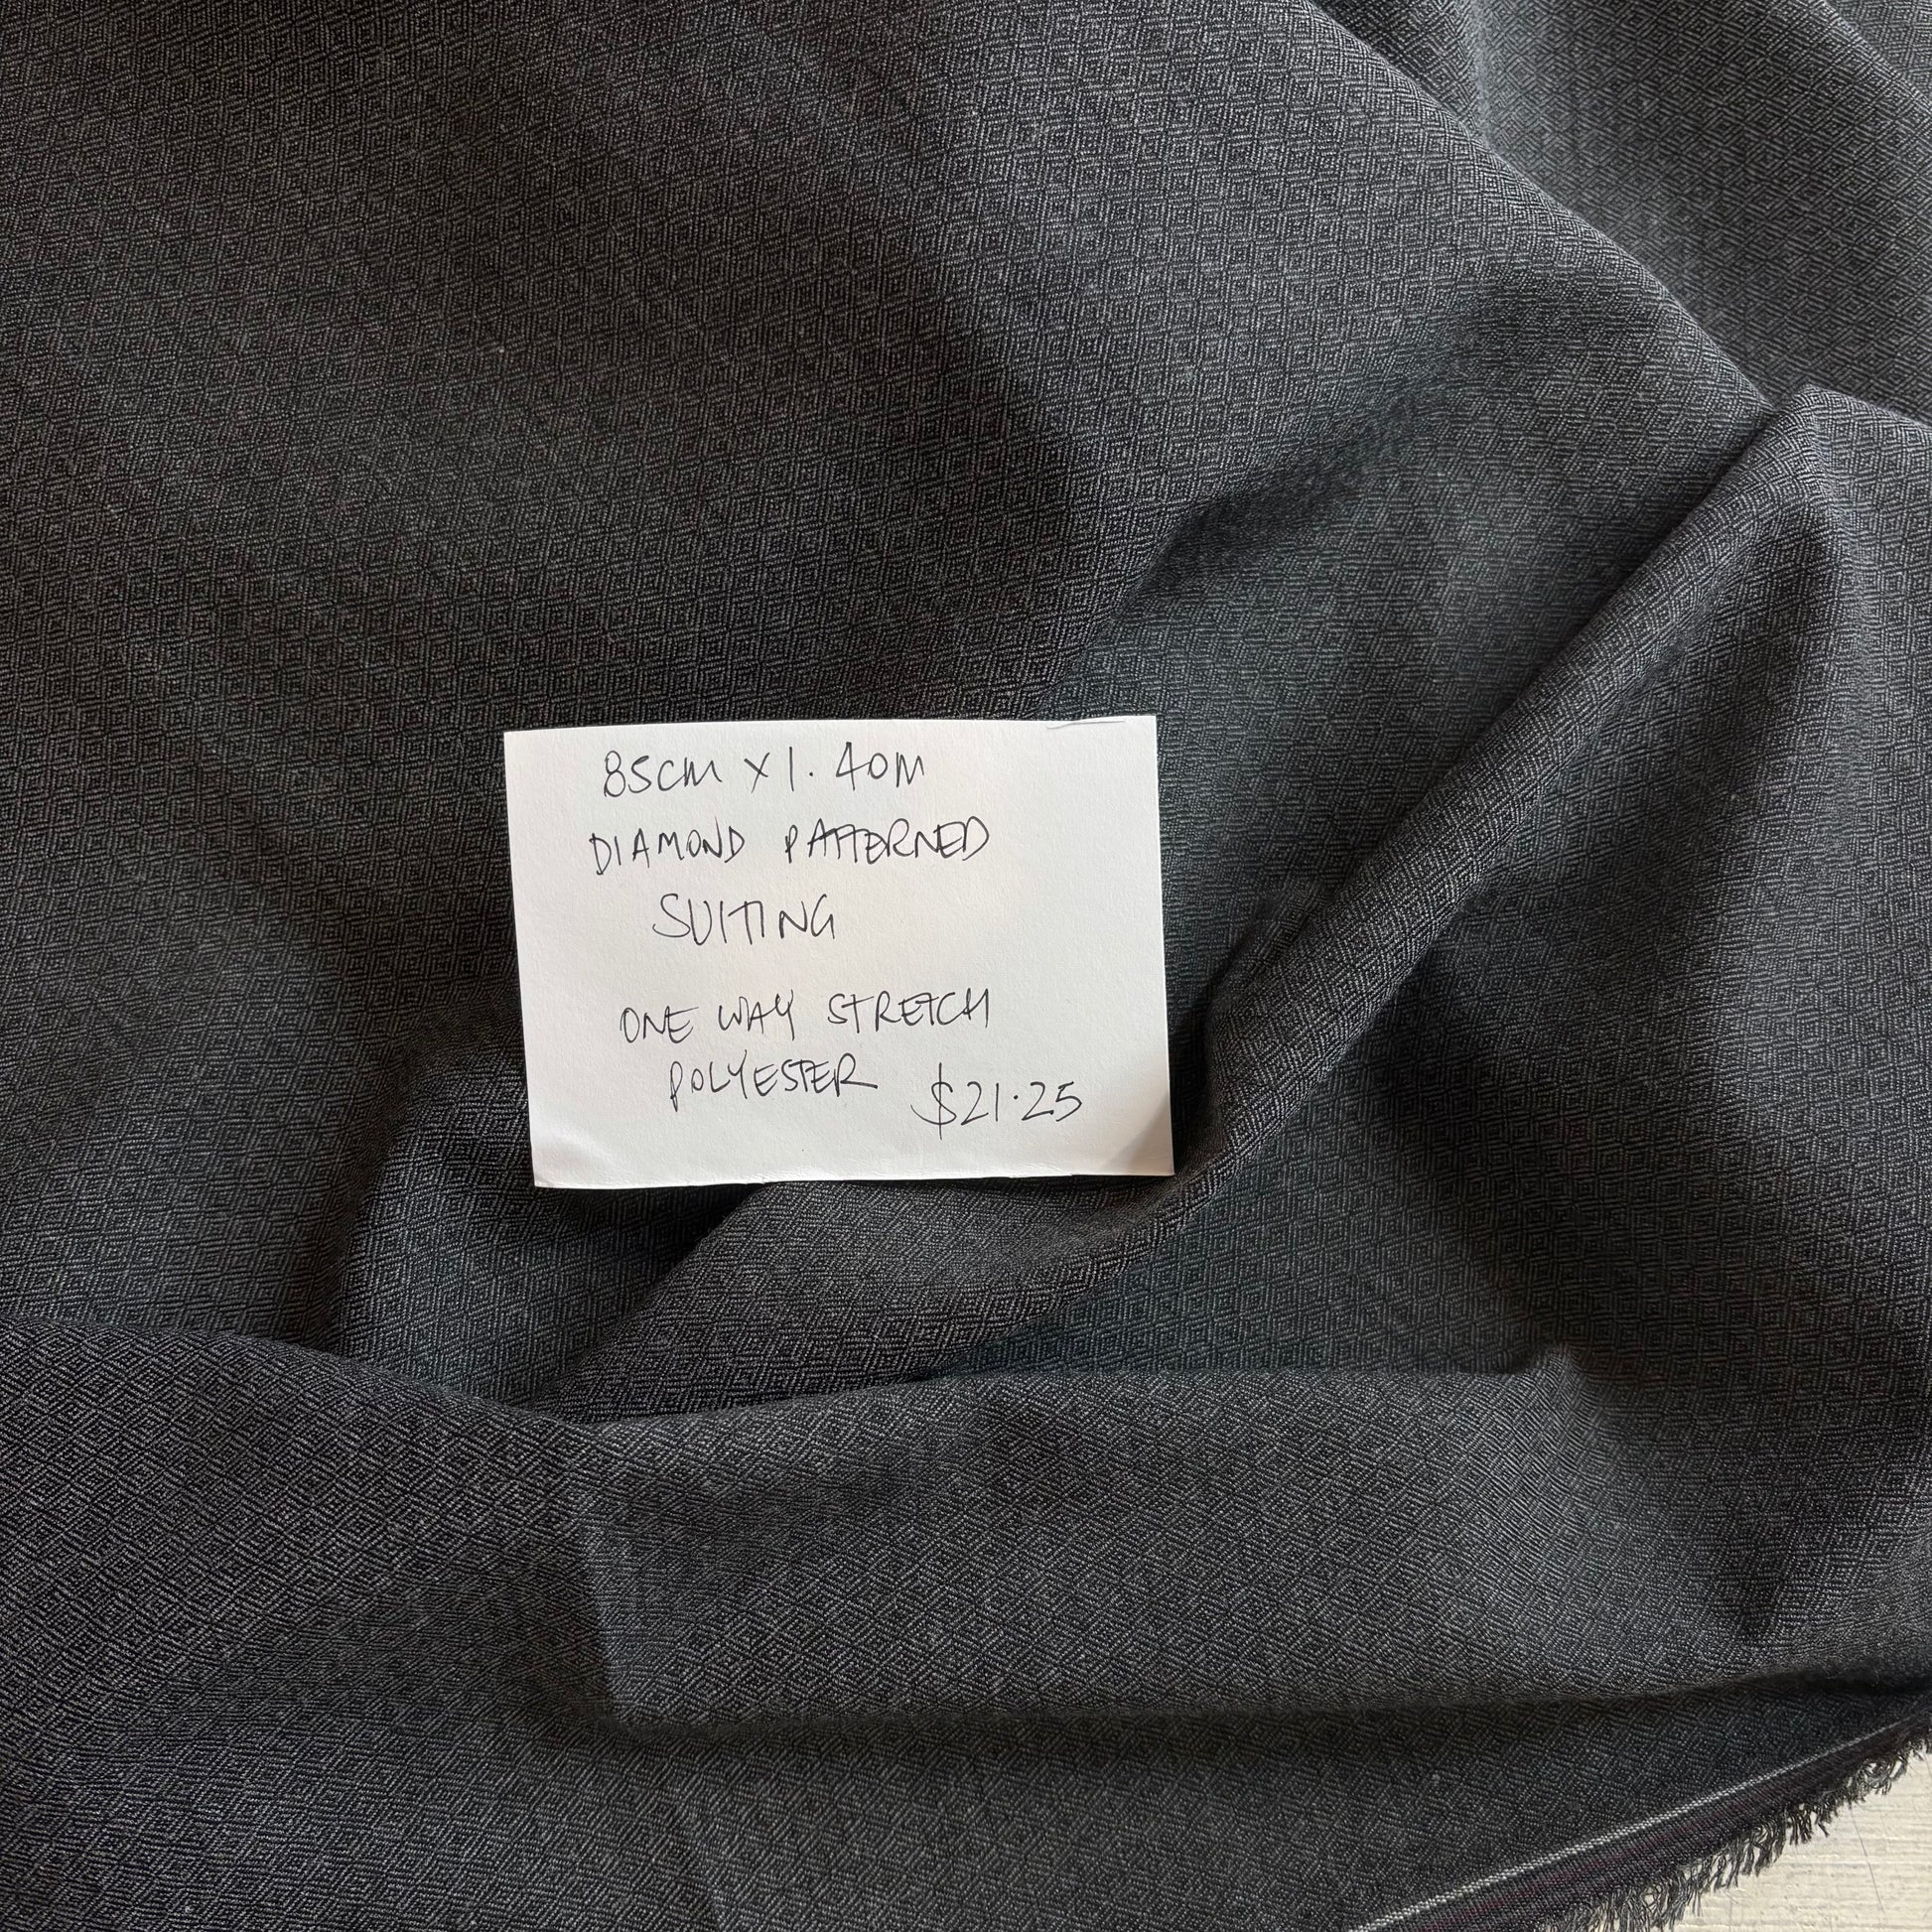 85CM X 1.40M
DIAMOND PATTERNED
SUITING
ONE WAY STRETCH
POLYESTER $21.25